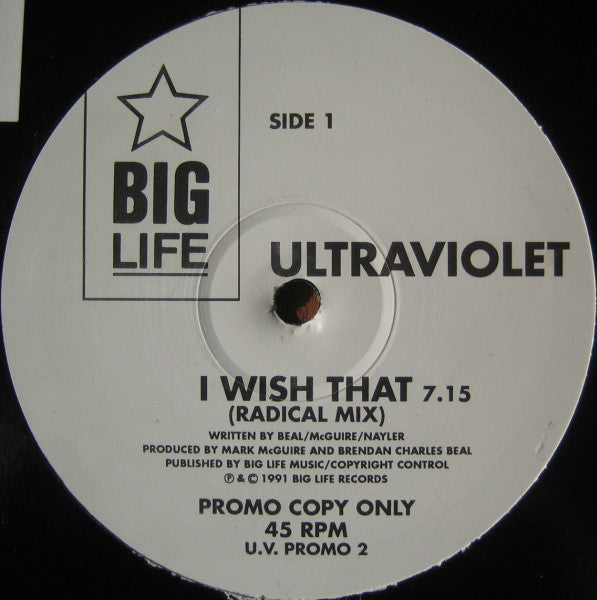 SIDE 1
BIG
LIFE
ULTRAVIOLET
I WISH THAT 7.15
(RADICAL MIX)
WRITTEN BY BEAL/McGUIRE/NAYLER
PRODUCED BY MARK McGUIRE AND BRENDAN CHARLES BEAL
PUBLISHED BY BIG LIFE MUSIC/COPYRIGHT CONTROL
℗ & © 1991 BIG LIFE RECORDS
PROMO COPY ONLY
45 RPM
U.V. PROMO 2